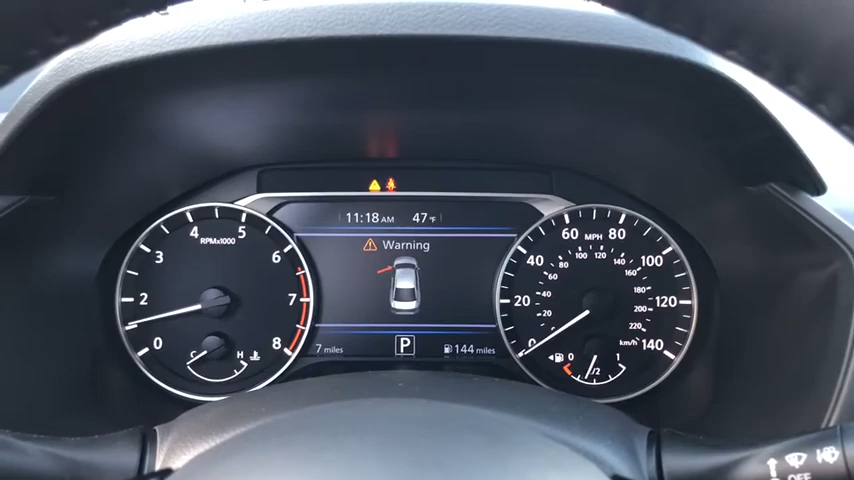 11:18 AM 47°F
Warning
RPMx1000
0
2
3
4
5
6
7
8
C H
MPH
0
20
40
60
80
100
120
140
20
40
60
80
100
120
140
160
180
200
220
km/h
7 miles
P
144 miles
0 1/2 1
OFF